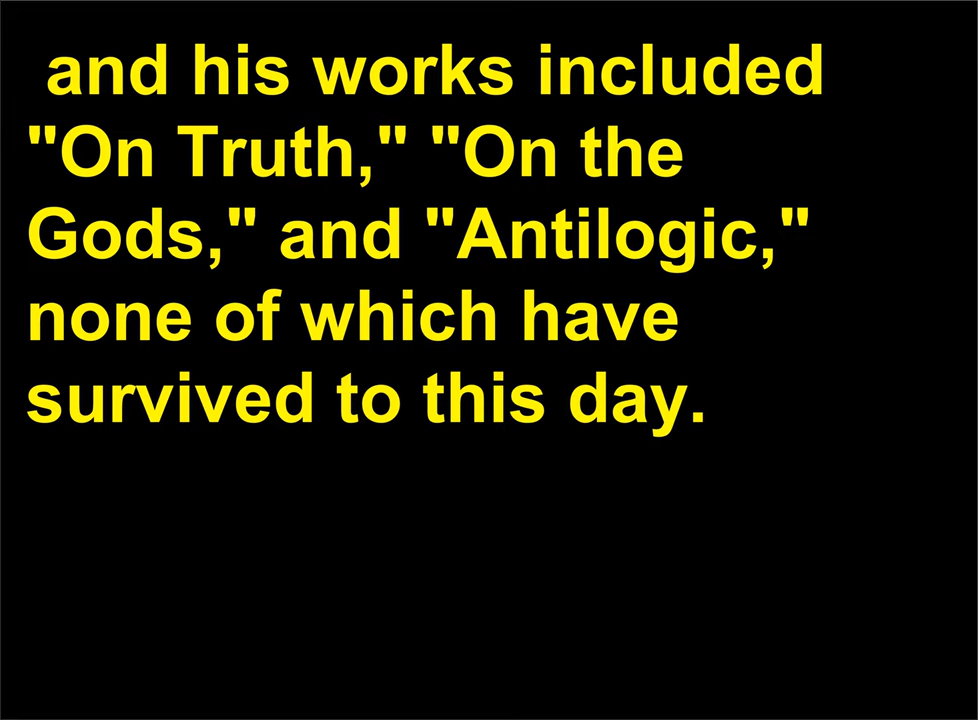 and his works included
"On Truth," "On the
Gods," and "Antilogic,"
none of which have
survived to this day.